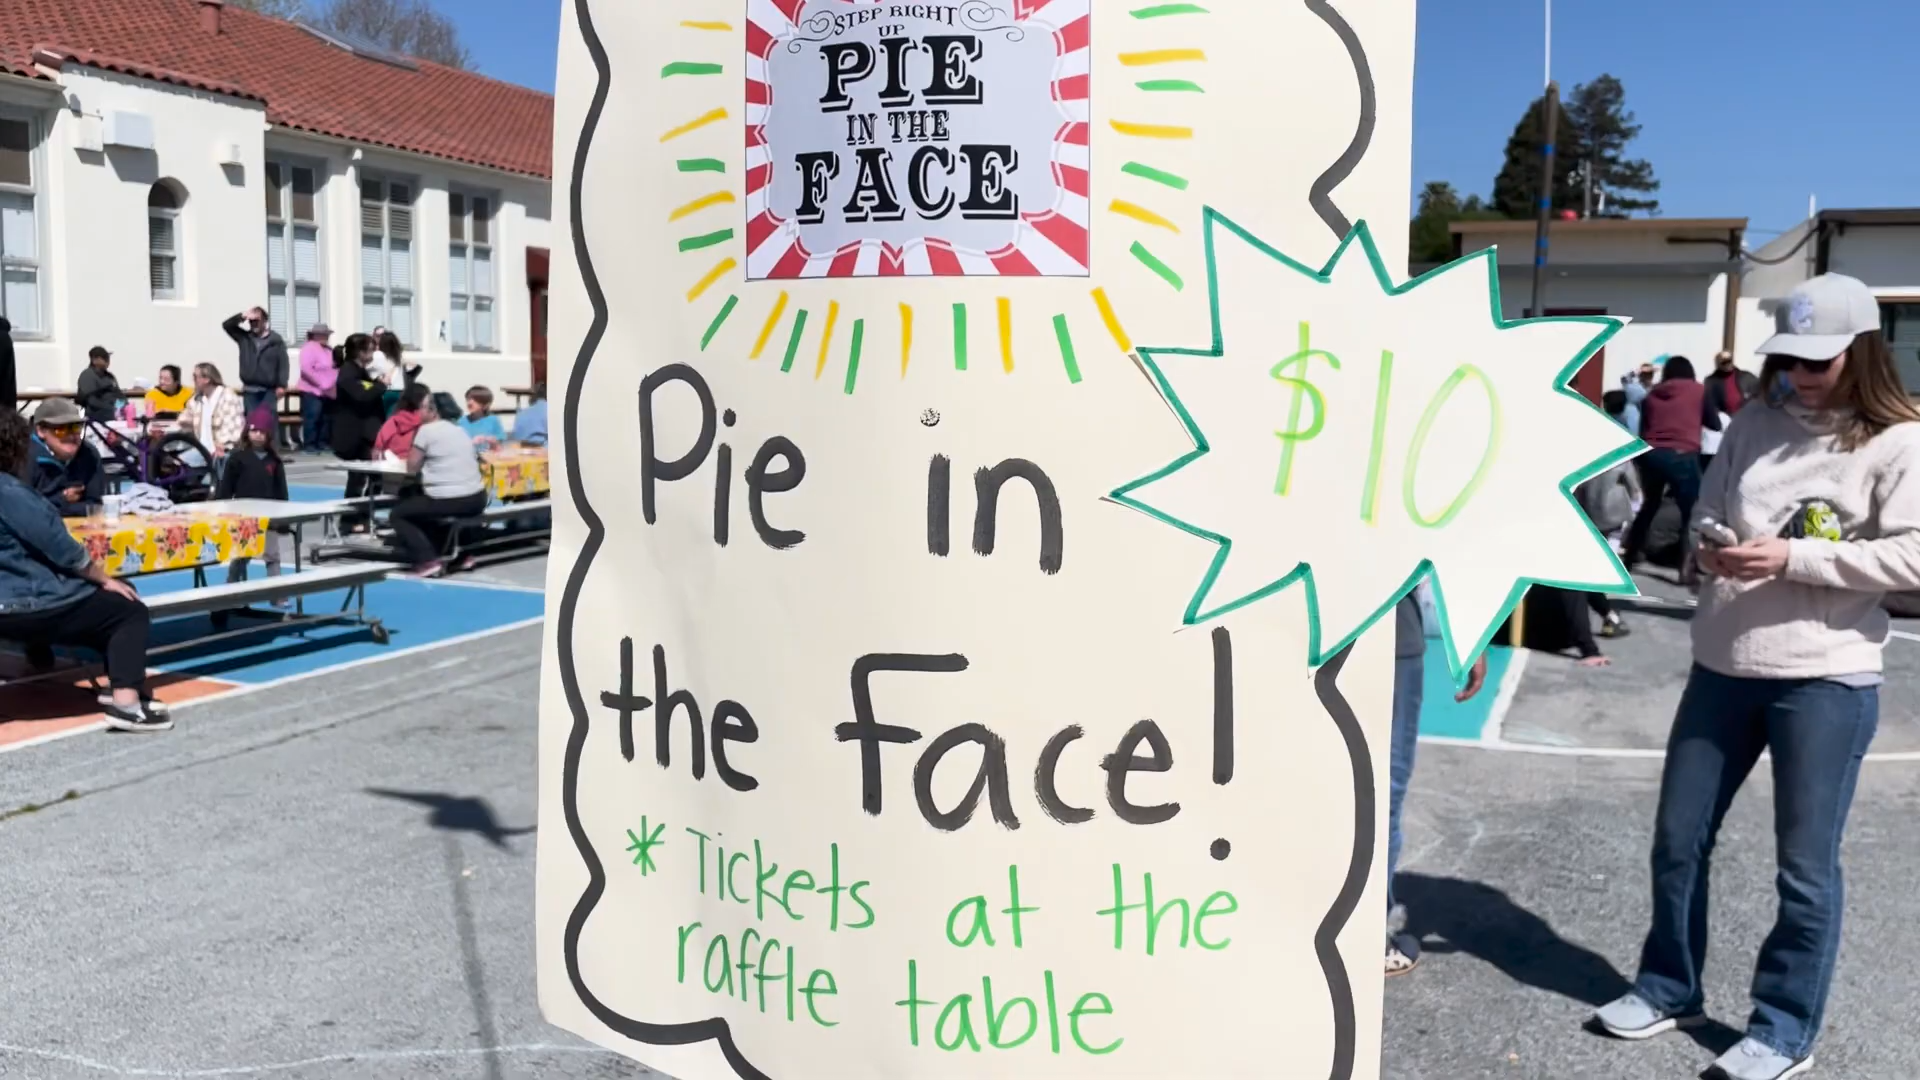 STEP RIGHT
UP
PIE
IN THE
FACE
$10
Pie in
the Face!
* Tickets at the
raffle table